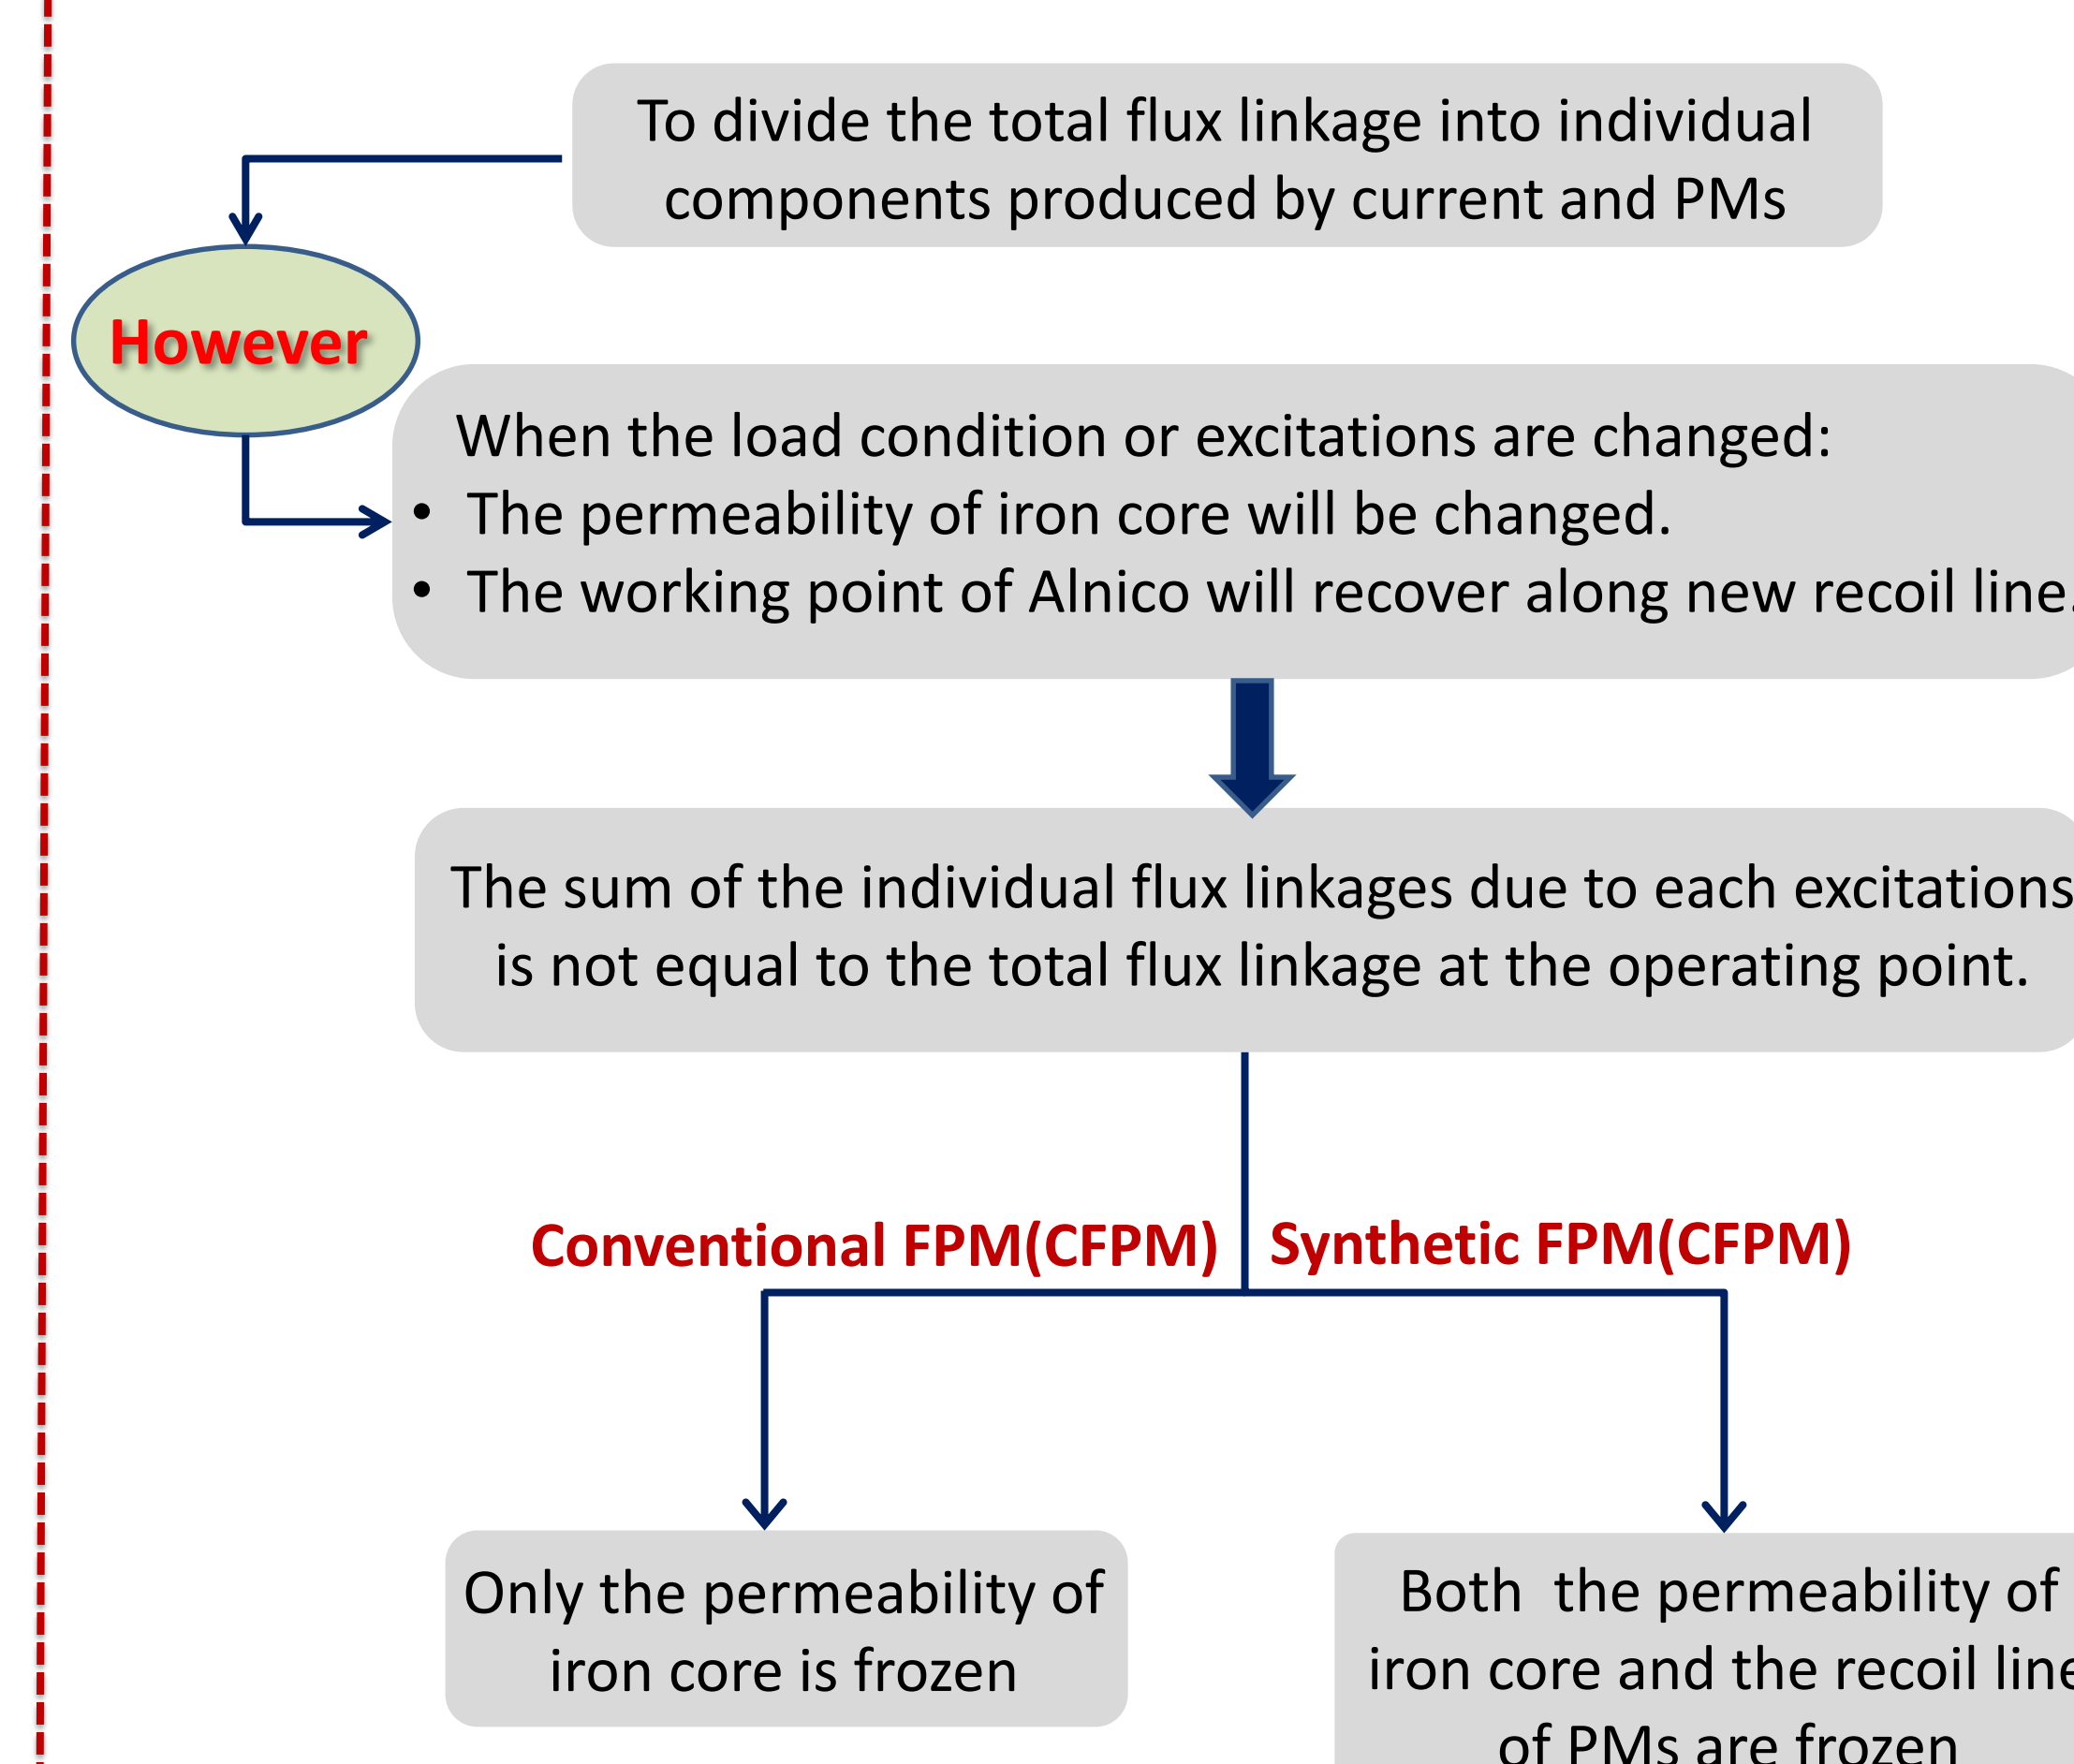 To divide the total flux linkage into individual
components produced by current and PMs
However
When the load condition or excitations are changed:
• The permeability of iron core will be changed.
• The working point of Alnico will recover along new recoil line.
The sum of the individual flux linkages due to each excitations
is not equal to the total flux linkage at the operating point.
Conventional FPM(CFPM)
Synthetic FPM(CFPM)
Only the permeability of
iron core is frozen
Both  the permeability of
iron core and the recoil line
of PMs are frozen